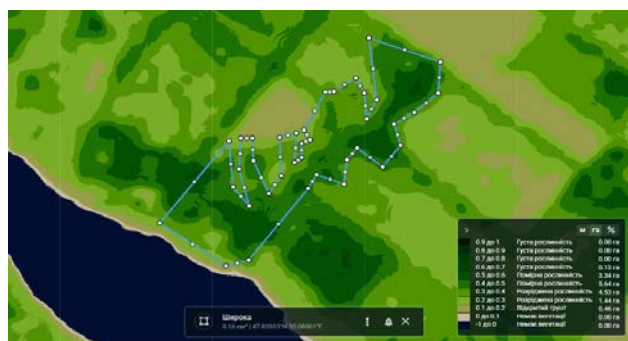 м га %
0.9 до 1 Густа рослинність 0.00 га
0.8 до 0.9 Густа рослинність 0.00 га
0.7 до 0.8 Густа рослинність 0.00 га
0.6 до 0.7 Густа рослинність 0.13 га
0.5 до 0.6 Помірна рослинність 3.34 га
0.4 до 0.5 Помірна рослинність 5.64 га
0.3 до 0.4 Розріджена рослинність 4.53 га
0.2 до 0.3 Розріджена рослинність 1.44 га
0.1 до 0.2 Відкритий ґрунт 0.46 га
0 до 0.1 Немає вегетації 0.00 га
-1 до 0 Немає вегетації 0.00 га
Широка
0.16 км²